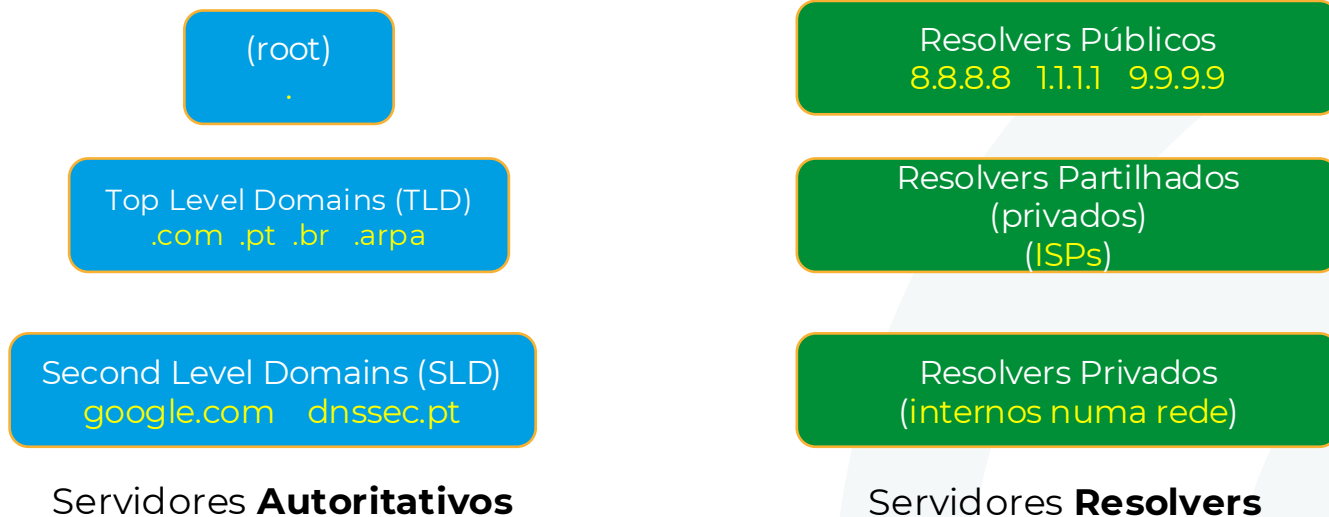 (root)
.
Top Level Domains (TLD)
.com .pt .br .arpa
Second Level Domains (SLD)
google.com dnssec.pt
Servidores Autoritativos
Resolvers Públicos
8.8.8.8 1.1.1.1 9.9.9.9
Resolvers Partilhados
(privados)
(ISPs)
Resolvers Privados
(internos numa rede)
Servidores Resolvers